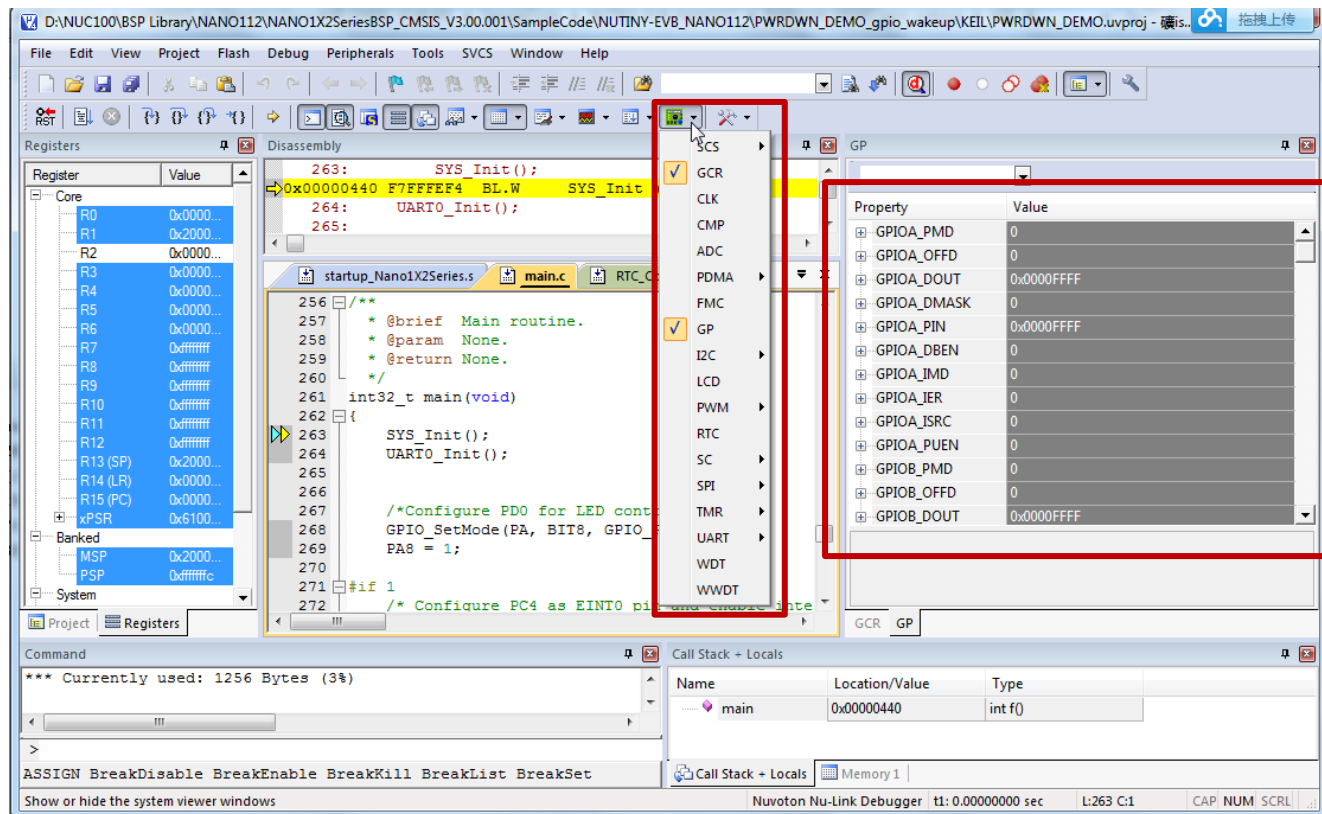 D:\NUC100\BSP Library\NANO112\NANO1X2SeriesBSP_CMSIS_V3.00.001\SampleCode\NUTINY-EVB_NANO112\PWRDWN_DEMO_gpio_wakeup\KEIL\PWRDWN_DEMO.uvproj - 礦is..
拖拽上传
File Edit View Project Flash Debug Peripherals Tools SVCS Window Help
RST
Registers
Register Value
Core
R0 0x0000...
R1 0x2000...
R2 0x0000...
R3 0x0000...
R4 0x0000...
R5 0x0000...
R6 0x0000...
R7 0xffffffff
R8 0xffffffff
R9 0xffffffff
R10 0xffffffff
R11 0xffffffff
R12 0xffffffff
R13 (SP) 0x2000...
R14 (LR) 0x0000...
R15 (PC) 0x0000...
xPSR 0x6100...
Banked
MSP 0x2000...
PSP 0xfffffffc
System
Project Registers
Disassembly
263: SYS_Init();
0x00000440 F7FFFEF4 BL.W SYS_Init
264: UART0_Init();
265:
startup_Nano1X2Series.s main.c
256 /**
257 * @brief Main routine.
258 * @param None.
259 * @return None.
260 */
261 int32_t main(void)
262 {
263 SYS_Init();
264 UART0_Init();
265
266
267 /*Configure PD0 for LED cont
268 GPIO_SetMode(PA, BIT8, GPIO_
269 PA8 = 1;
270
271 #if 1
272 /* Configure PC4 as EINT0 pin and enable inte
SCS
GCR
CLK
CMP
ADC
PDMA
FMC
GP
I2C
LCD
PWM
RTC
SC
SPI
TMR
UART
WDT
WWDT
GP
Property Value
GPIOA_PMD 0
GPIOA_OFFD 0
GPIOA_DOUT 0x0000FFFF
GPIOA_DMASK 0
GPIOA_PIN 0x0000FFFF
GPIOA_DBEN 0
GPIOA_IMD 0
GPIOA_IER 0
GPIOA_ISRC 0
GPIOA_PUEN 0
GPIOB_PMD 0
GPIOB_OFFD 0
GPIOB_DOUT 0x0000FFFF
GCR GP
Command
*** Currently used: 1256 Bytes (3%)
>
ASSIGN BreakDisable BreakEnable BreakKill BreakList BreakSet
Call Stack + Locals
Name Location/Value Type
main 0x00000440 int f()
Call Stack + Locals Memory 1
Show or hide the system viewer windows Nuvoton Nu-Link Debugger t1: 0.00000000 sec L:263 C:1 CAP NUM SCRL